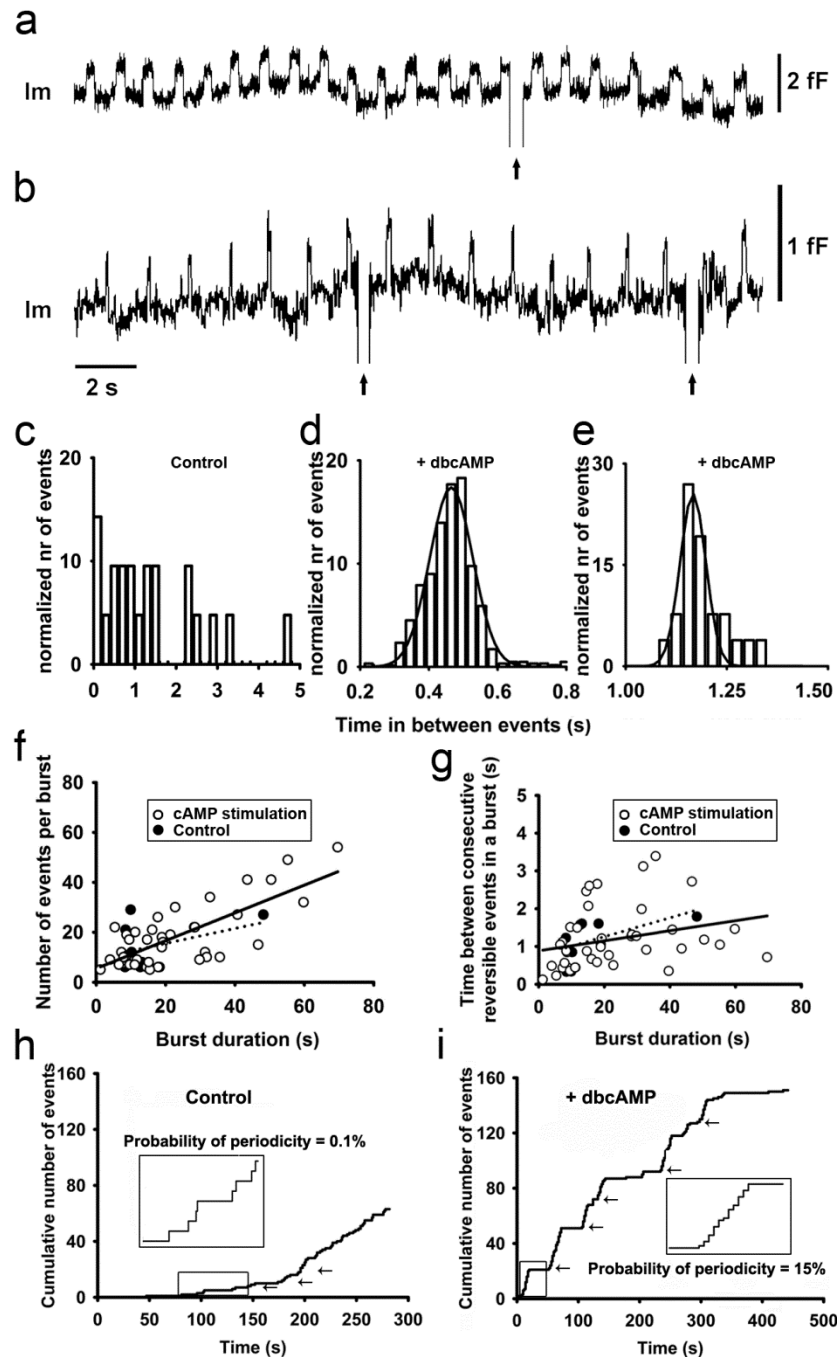 a
Im
2 fF
b
1 fF
Im
2 s
c
d
e
Control
+ dbcAMP
+ dbcAMP
normalized nr of events
20
10
0
0 1 2 3 4 5
normalized nr of events
20
10
0
0.2 0.4 0.6 0.8
normalized nr of events
30
15
0
1.00 1.25 1.50
Time in between events (s)
f
Number of events per burst
80
60
40
20
0
cAMP stimulation
Control
0 20 40 60 80
Burst duration (s)
g
Time between consecutive
reversible events in a burst (s)
5
4
3
2
1
0
cAMP stimulation
Control
0 20 40 60 80
Burst duration (s)
h
Cumulative number of events
160
120
80
40
0
Control
Probability of periodicity = 0.1%
0 50 100 150 200 250 300
Time (s)
i
Cumulative number of events
160
120
80
40
0
+ dbcAMP
Probability of periodicity = 15%
0 100 200 300 400 500
Time (s)